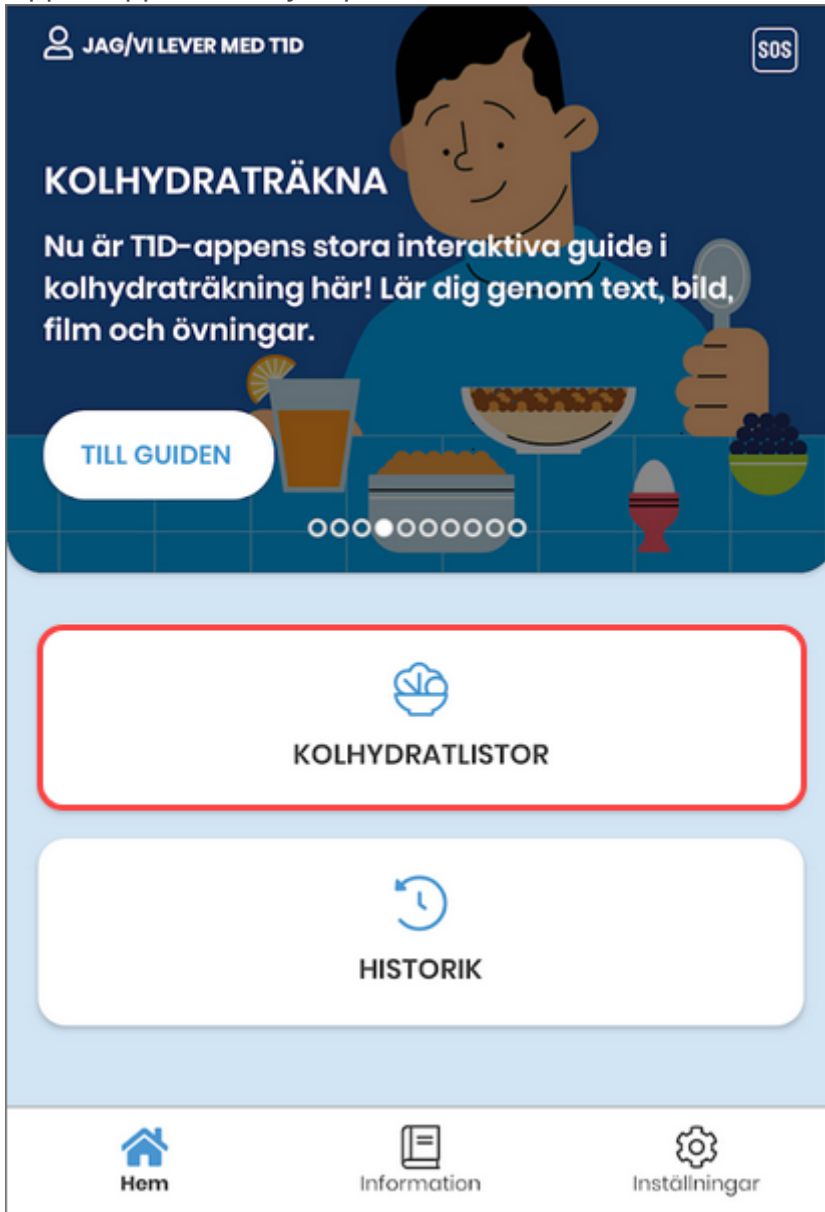 JAG/VI LEVER MED T1D
SOS
KOLHYDRATRÄKNA
Nu är T1D-appens stora interaktiva guide i
kolhydraträkning här! Lär dig genom text, bild,
film och övningar.
TILL GUIDEN
KOLHYDRATLISTOR
HISTORIK
Hem
Information
Inställningar